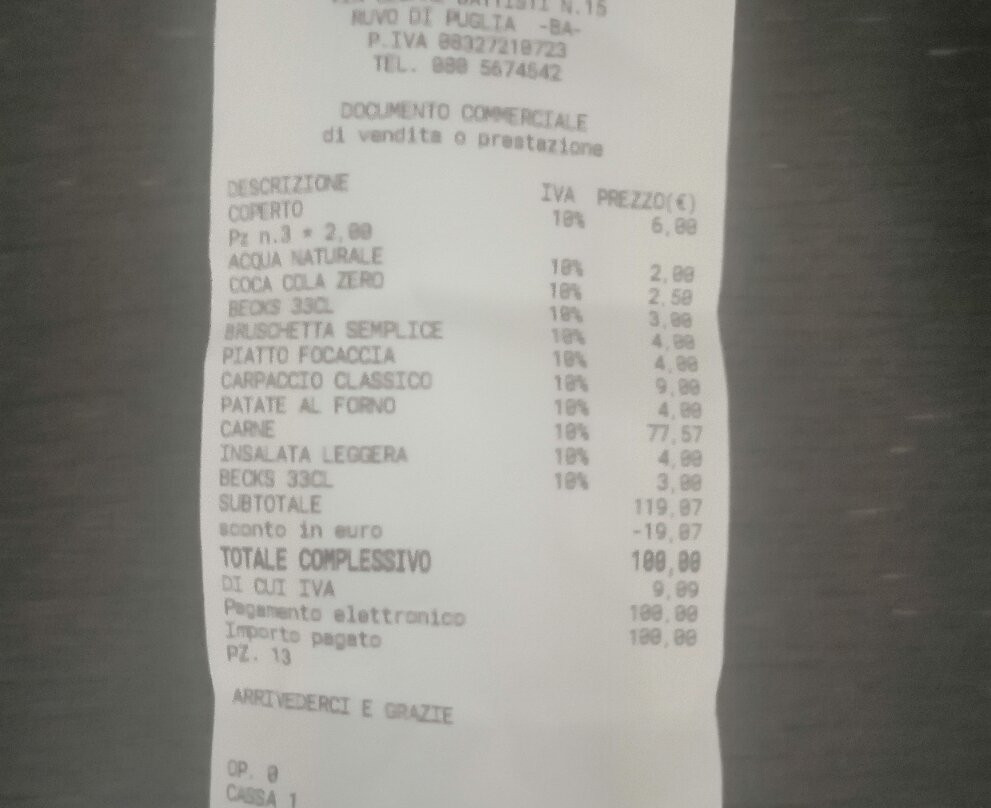 BATTISTI N.15
RUVO DI PUGLIA -BA-
P.IVA 08327210723
TEL. 080 5674542
DOCUMENTO COMMERCIALE
di vendita o prestazione
DESCRIZIONE IVA PREZZO(€)
COPERTO 10% 6,00
Pz n.3 * 2,00
ACQUA NATURALE 10% 2,00
COCA COLA ZERO 10% 2,50
BECKS 33CL 10% 3,00
BRUSCHETTA SEMPLICE 10% 4,00
PIATTO FOCACCIA 10% 4,00
CARPACCIO CLASSICO 10% 9,00
PATATE AL FORNO 10% 4,00
CARNE 10% 77,57
INSALATA LEGGERA 10% 4,00
BECKS 33CL 10% 3,00
SUBTOTALE 119,07
sconto in euro -19,07
TOTALE COMPLESSIVO 100,00
DI CUI IVA 9,09
Pagamento elettronico 100,00
Importo pagato 100,00
PZ. 13
ARRIVEDERCI E GRAZIE
OP. 0
CASSA 1